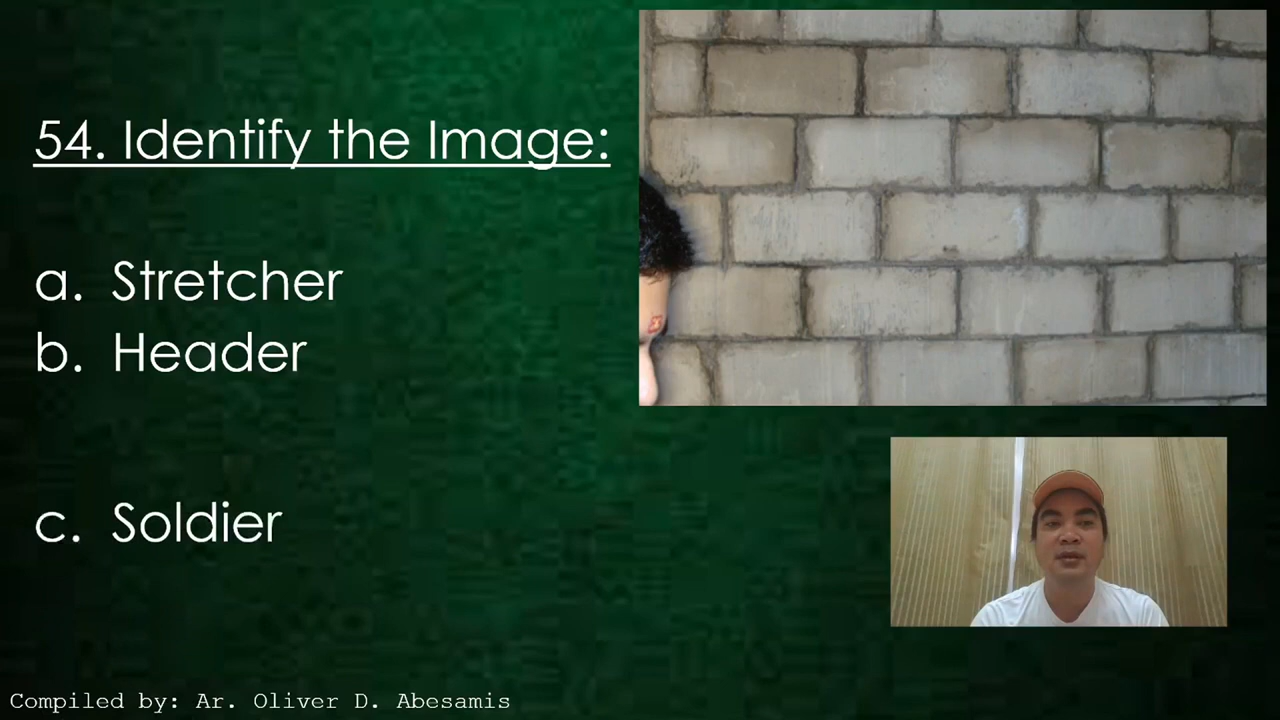 54. Identify the Image:
a. Stretcher
b. Header
c. Soldier
Compiled by: Ar. Oliver D. Abesamis